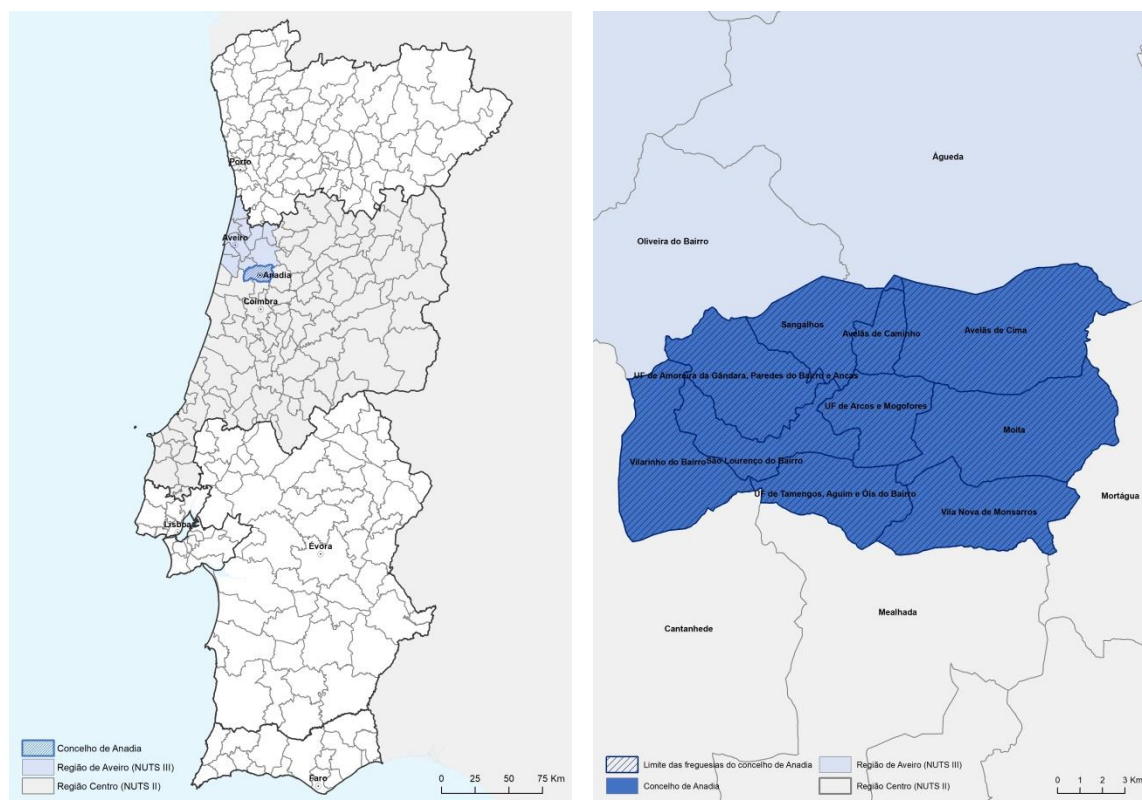 Porto
Aveiro
Anadia
Coimbra
Lisboa
Évora
Faro
Concelho de Anadia
Região de Aveiro (NUTS III)
Região Centro (NUTS II)
0 25 50 75 Km
Águeda
Oliveira do Bairro
Sangalhos
Avelãs de Caminho
Avelãs de Cima
UF de Amoreira da Gândara, Paredes do Bairro e Ancas
UF de Arcos e Mogofores
Moita
Vilarinho do Bairro
São Lourenço do Bairro
UF de Tamengos, Aguim e Óis do Bairro
Vila Nova de Monsarros
Mortágua
Mealhada
Cantanhede
Limite das freguesias do concelho de Anadia
Concelho de Anadia
Região de Aveiro (NUTS III)
Região Centro (NUTS II)
0 1 2 3 Km